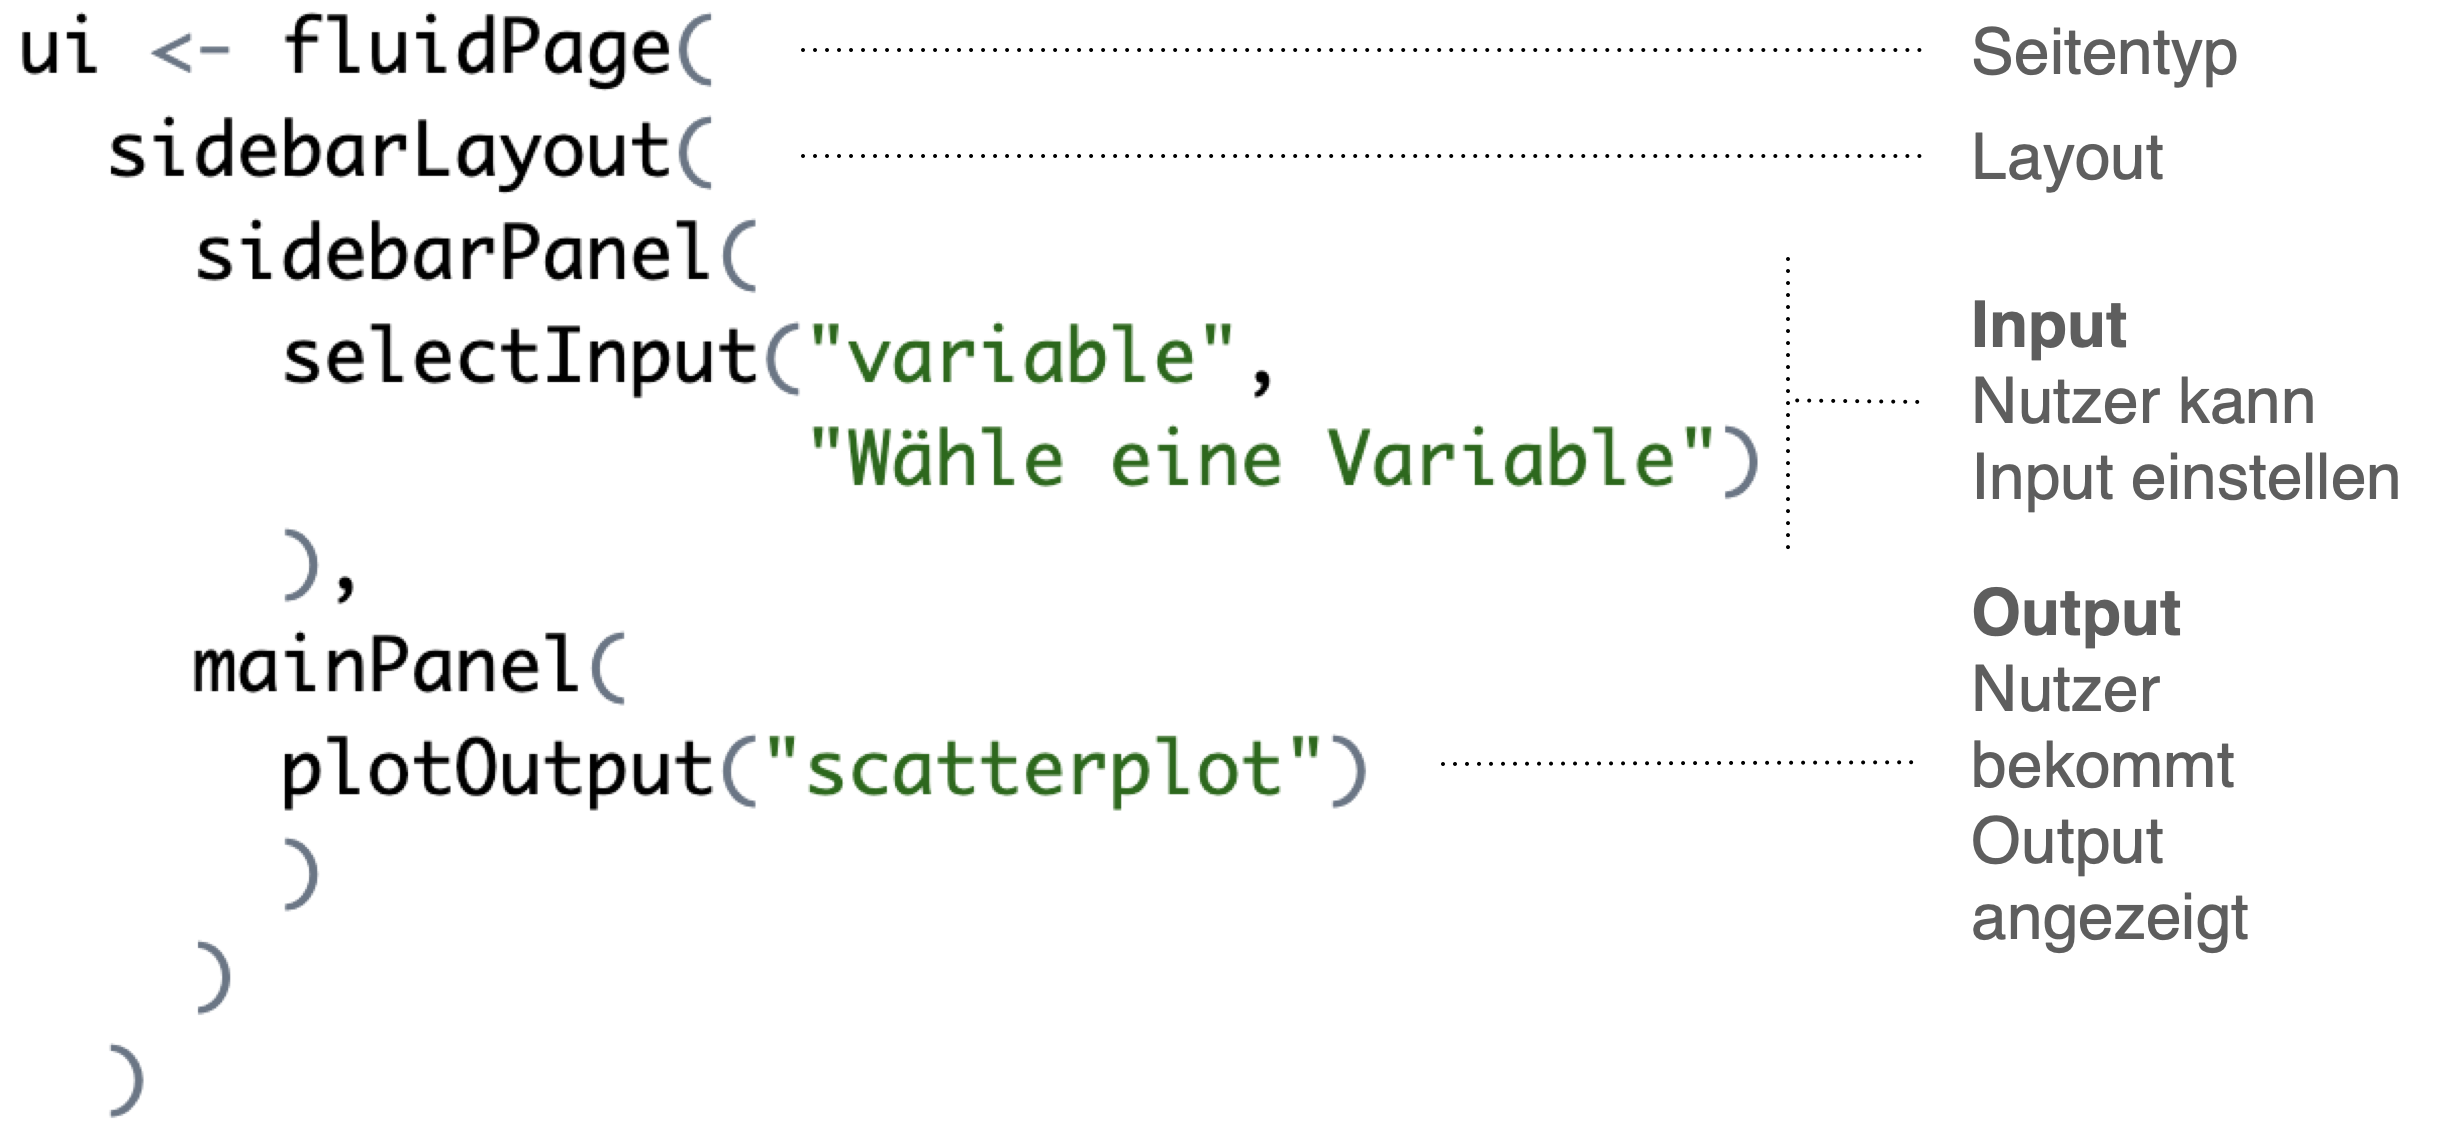 ui <- fluidPage(
sidebarLayout(
sidebarPanel(
selectInput("variable",
"Wähle eine Variable")
),
mainPanel(
plotOutput("scatterplot")
)
)
)
Seitentyp
Layout
Input
Nutzer kann
Input einstellen
Output
Nutzer
bekommt
Output
angezeigt